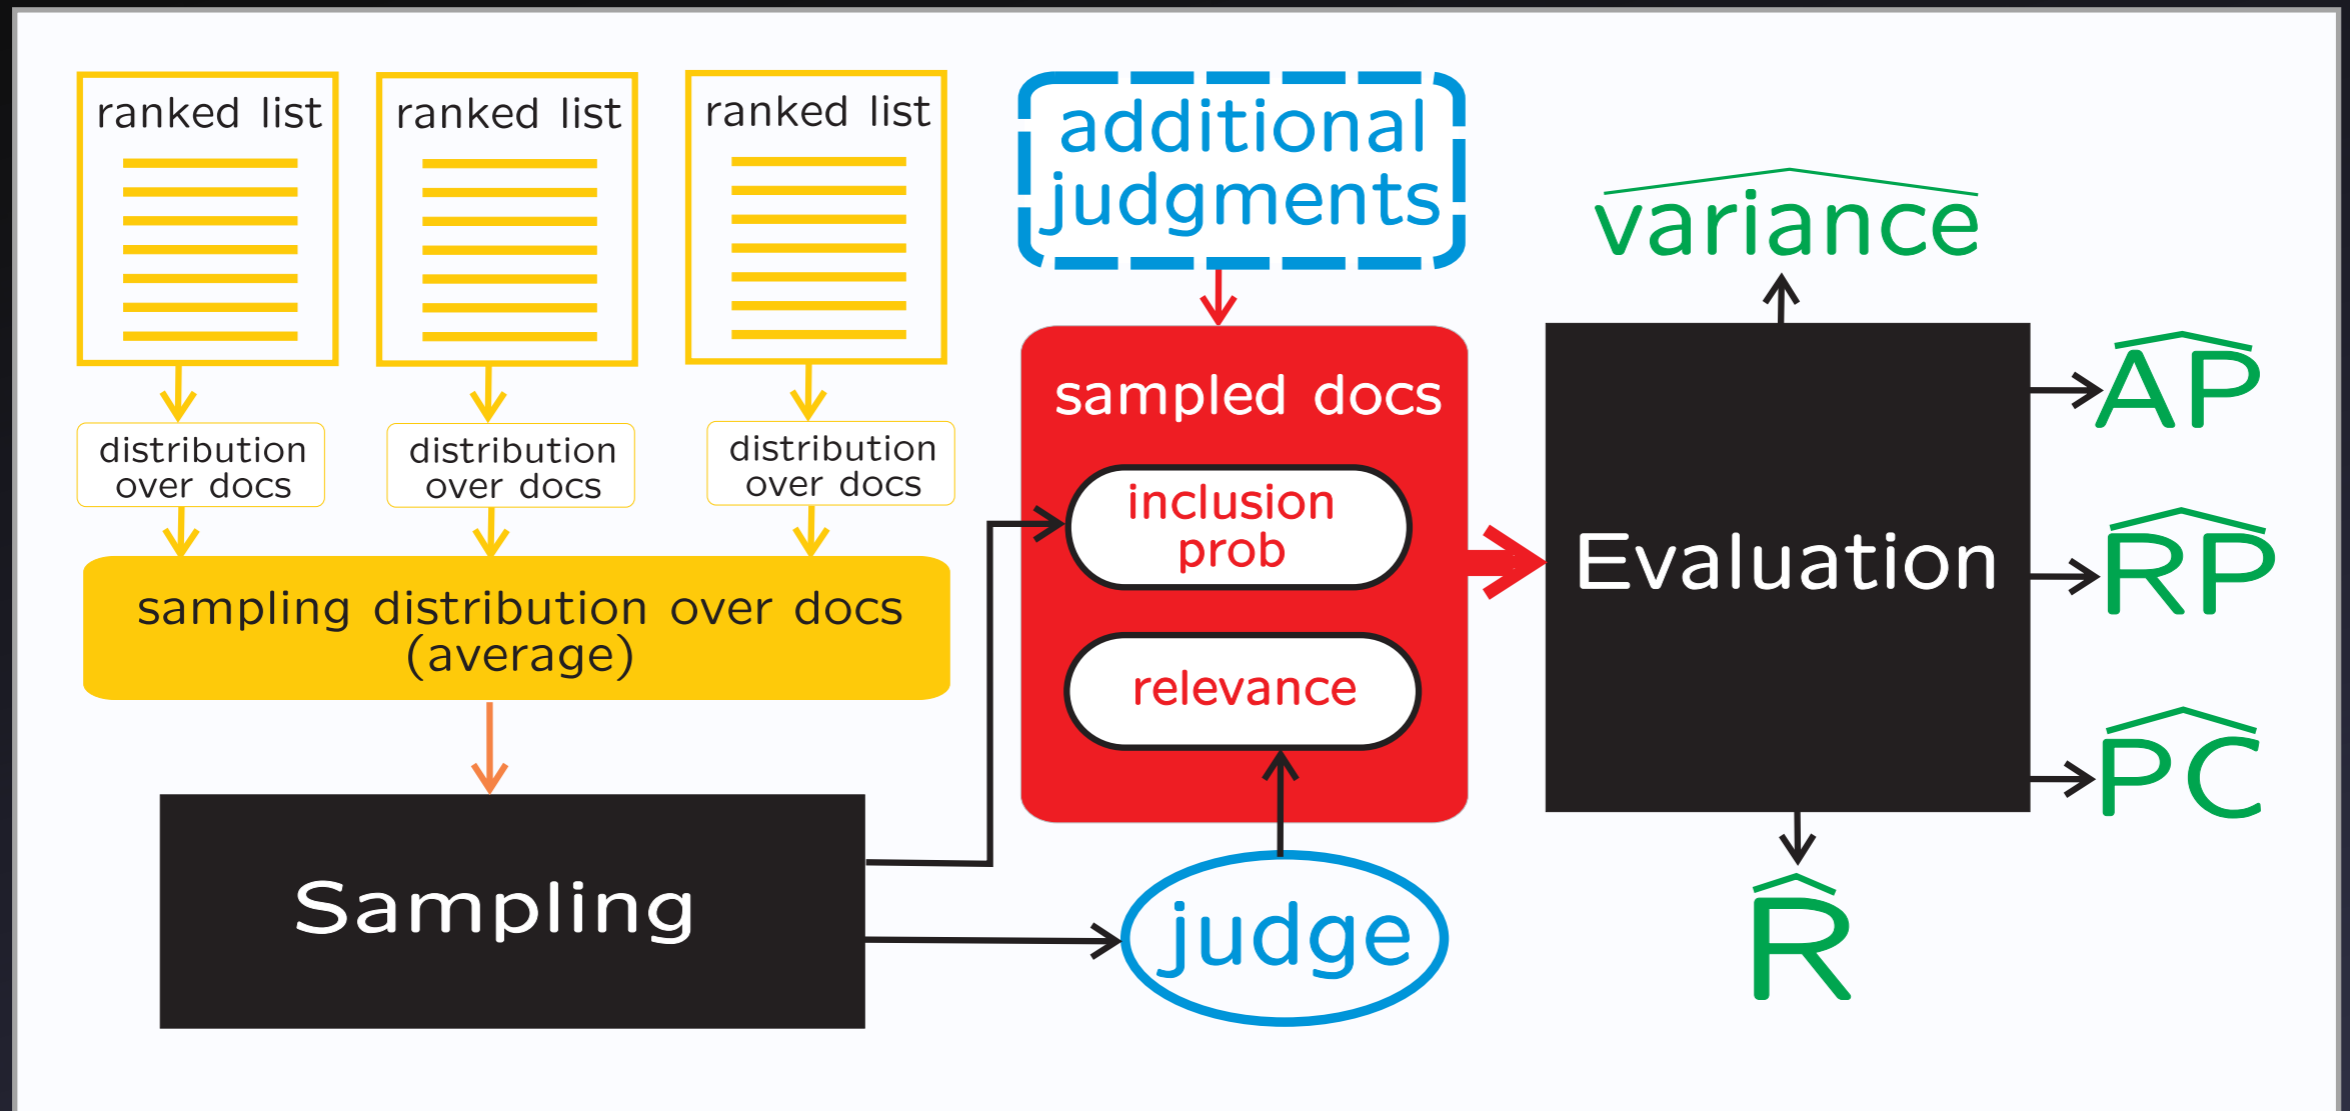 ranked list
ranked list
ranked list
distribution
over docs
distribution
over docs
distribution
over docs
sampling distribution over docs
(average)
Sampling
additional
judgments
sampled docs
inclusion
prob
relevance
judge
Evaluation
variance
AP
RP
PC
R